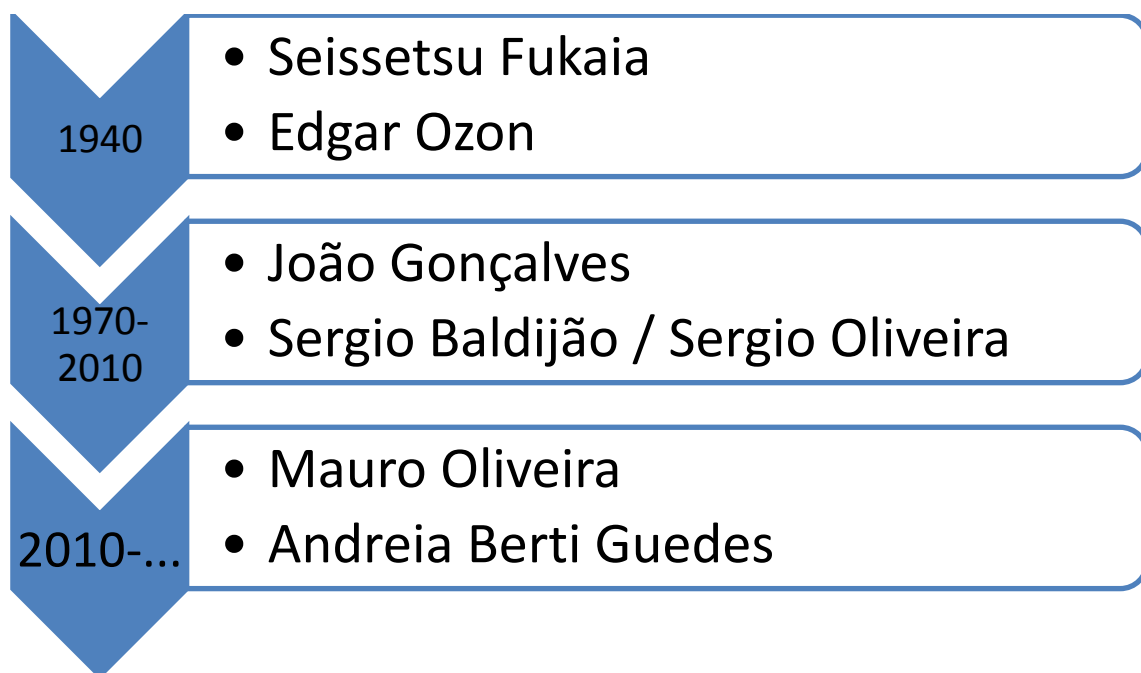 1940
• Seissetsu Fukaia
• Edgar Ozon
1970-
2010
• João Gonçalves
• Sergio Baldijão / Sergio Oliveira
2010-...
• Mauro Oliveira
• Andreia Berti Guedes